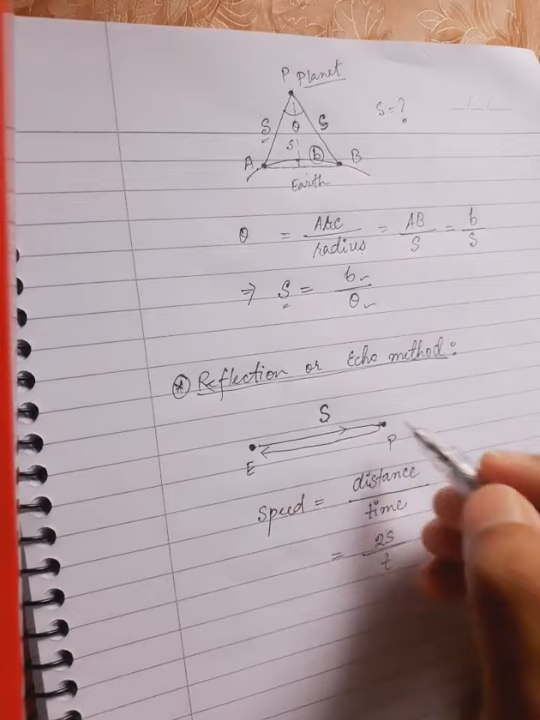 P Planet
S = ?
S θ S
S b
A B
Earth
θ = Arc / radius = AB / S = b / S
⇒ S = b / θ
* Reflection or Echo method:
S
E P
Speed = distance / time
= 2S / t